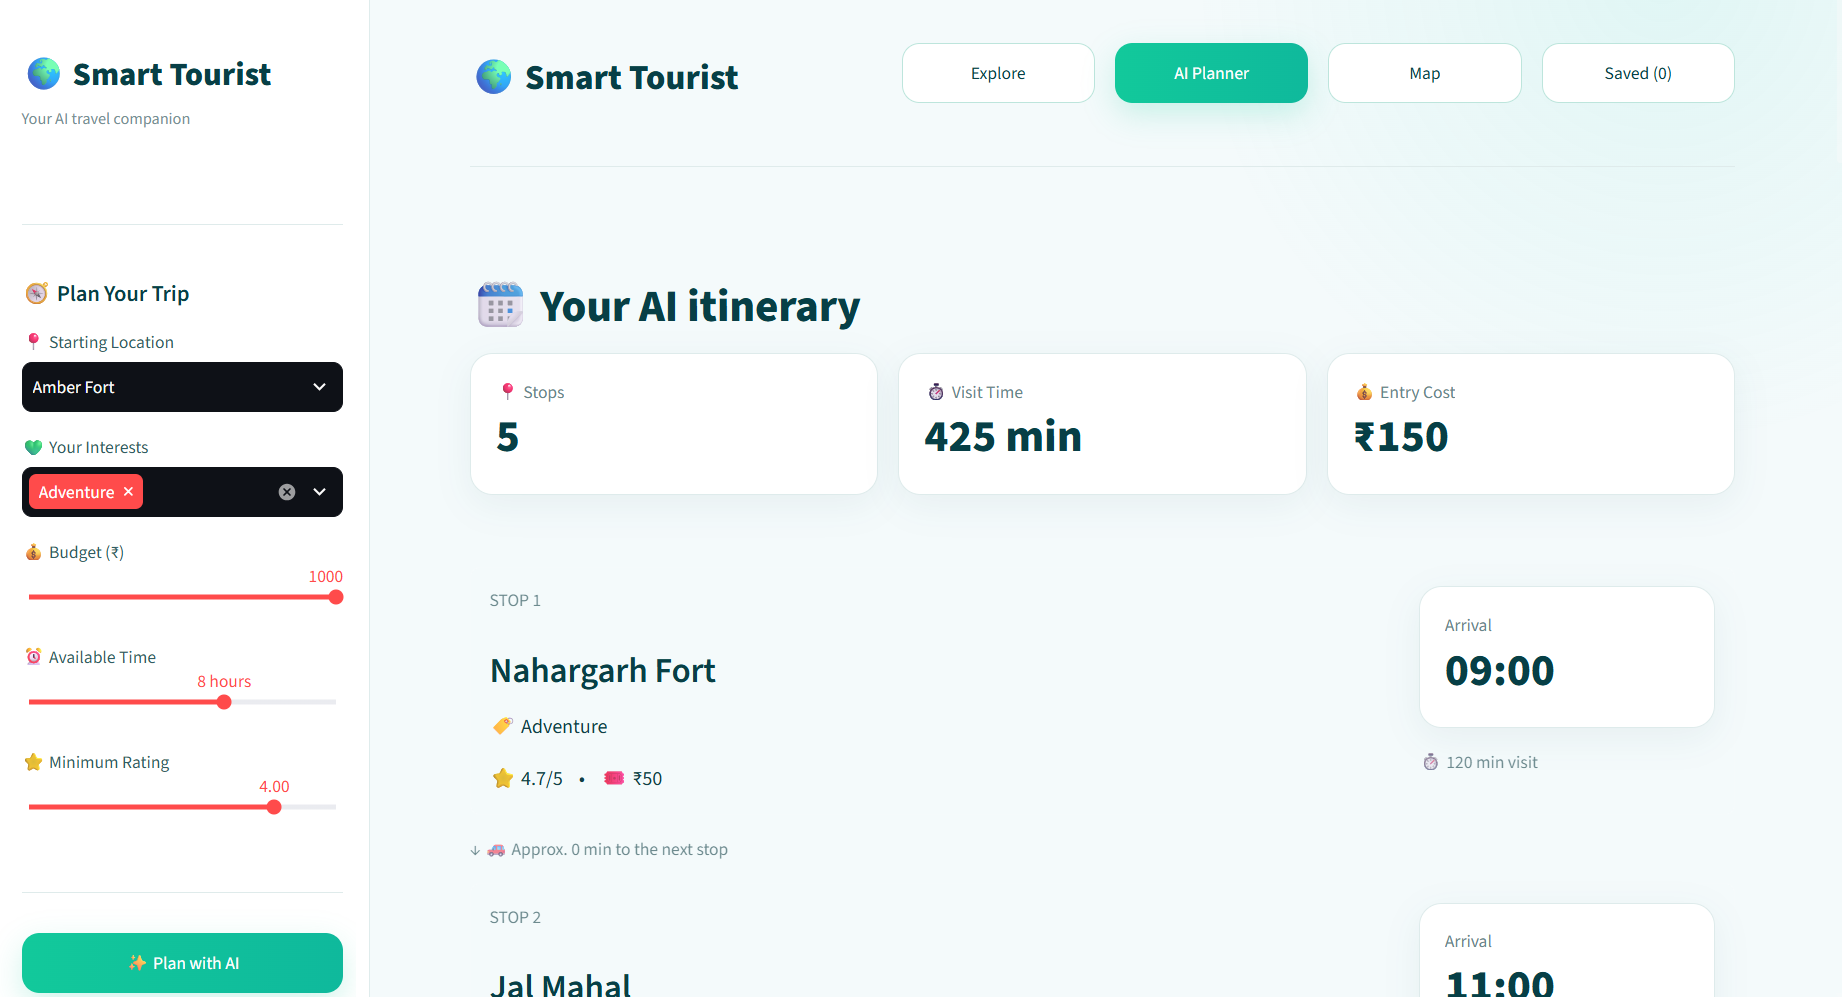 Smart Tourist
Your AI travel companion
Plan Your Trip
Starting Location
Amber Fort
Your Interests
Adventure ×
Budget (₹)
1000
Available Time
8 hours
Minimum Rating
4.00
Plan with AI
Smart Tourist
Explore
AI Planner
Map
Saved (0)
Your AI itinerary
Stops
5
Visit Time
425 min
Entry Cost
₹150
STOP 1
Nahargarh Fort
Adventure
4.7/5 • ₹50
Arrival
09:00
120 min visit
↓ Approx. 0 min to the next stop
STOP 2
Jal Mahal
Arrival
11:00